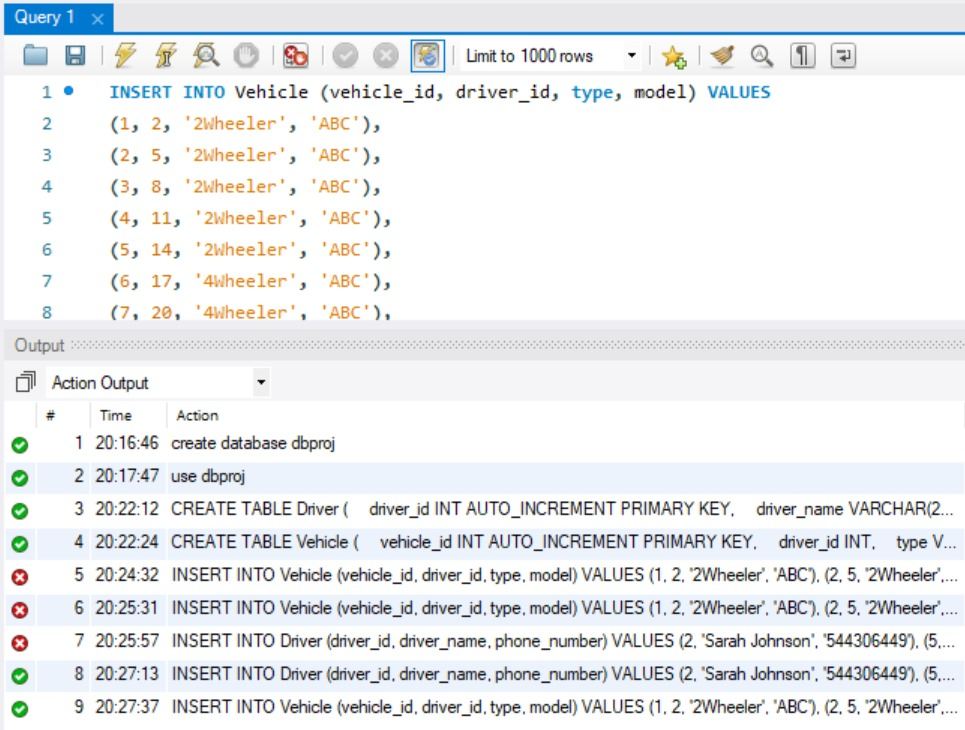 Query 1
Limit to 1000 rows
1 INSERT INTO Vehicle (vehicle_id, driver_id, type, model) VALUES
2 (1, 2, '2Wheeler', 'ABC'),
3 (2, 5, '2Wheeler', 'ABC'),
4 (3, 8, '2Wheeler', 'ABC'),
5 (4, 11, '2Wheeler', 'ABC'),
6 (5, 14, '2Wheeler', 'ABC'),
7 (6, 17, '4Wheeler', 'ABC'),
8 (7, 20, '4Wheeler', 'ABC'),
Output
Action Output
# Time Action
1 20:16:46 create database dbproj
2 20:17:47 use dbproj
3 20:22:12 CREATE TABLE Driver ( driver_id INT AUTO_INCREMENT PRIMARY KEY, driver_name VARCHAR(2...
4 20:22:24 CREATE TABLE Vehicle ( vehicle_id INT AUTO_INCREMENT PRIMARY KEY, driver_id INT, type V...
5 20:24:32 INSERT INTO Vehicle (vehicle_id, driver_id, type, model) VALUES (1, 2, '2Wheeler', 'ABC'), (2, 5, '2Wheeler',...
6 20:25:31 INSERT INTO Vehicle (vehicle_id, driver_id, type, model) VALUES (1, 2, '2Wheeler', 'ABC'), (2, 5, '2Wheeler',...
7 20:25:57 INSERT INTO Driver (driver_id, driver_name, phone_number) VALUES (2, 'Sarah Johnson', '544306449'), (5,...
8 20:27:13 INSERT INTO Driver (driver_id, driver_name, phone_number) VALUES (2, 'Sarah Johnson', '544306449'), (5,...
9 20:27:37 INSERT INTO Vehicle (vehicle_id, driver_id, type, model) VALUES (1, 2, '2Wheeler', 'ABC'), (2, 5, '2Wheeler',...